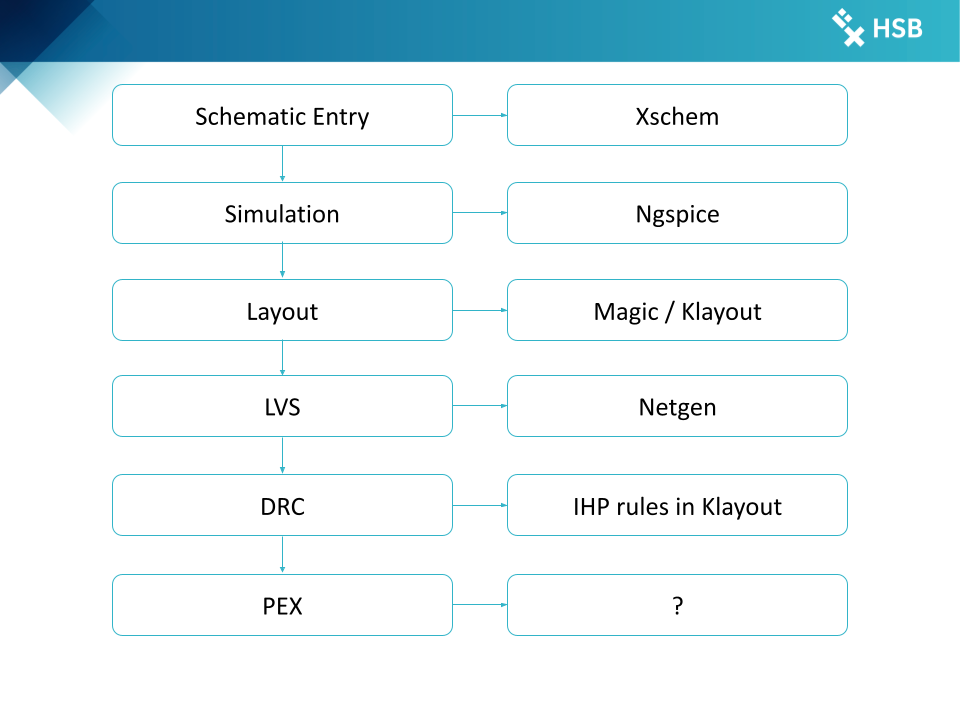 HSB
Schematic Entry
Xschem
Simulation
Ngspice
Layout
Magic / Klayout
LVS
Netgen
DRC
IHP rules in Klayout
PEX
?